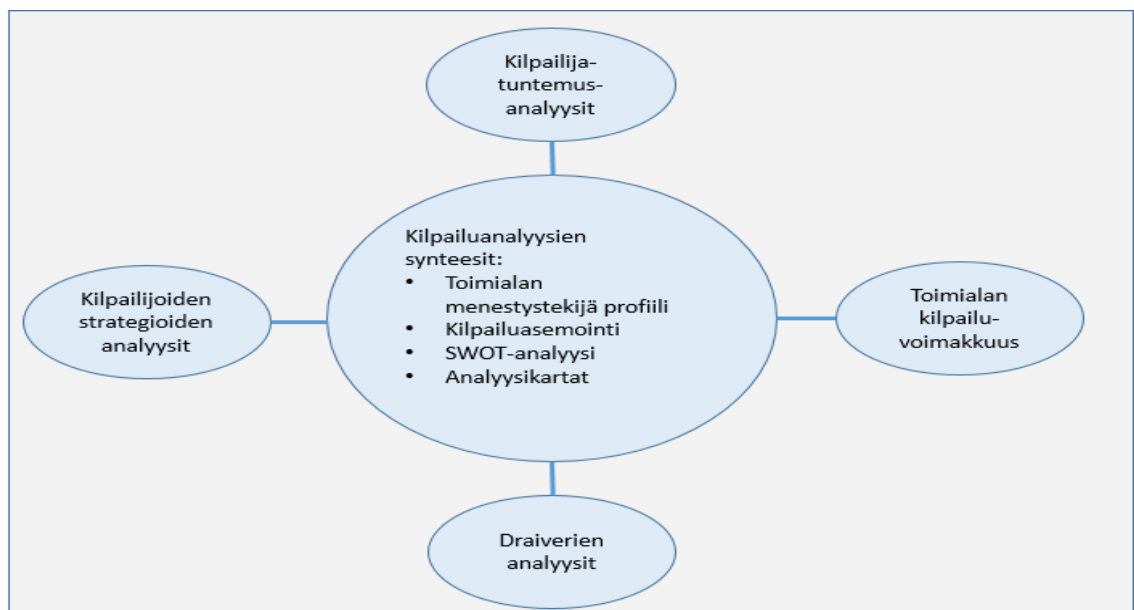 Kilpailija-
tuntemus-
analyysit
Kilpailuanalyysien
synteesit:
• Toimialan
menestystekijä profiili
• Kilpailuasemointi
• SWOT-analyysi
• Analyysikartat
Kilpailijoiden
strategioiden
analyysit
Toimialan
kilpailu-
voimakkuus
Draiverien
analyysit